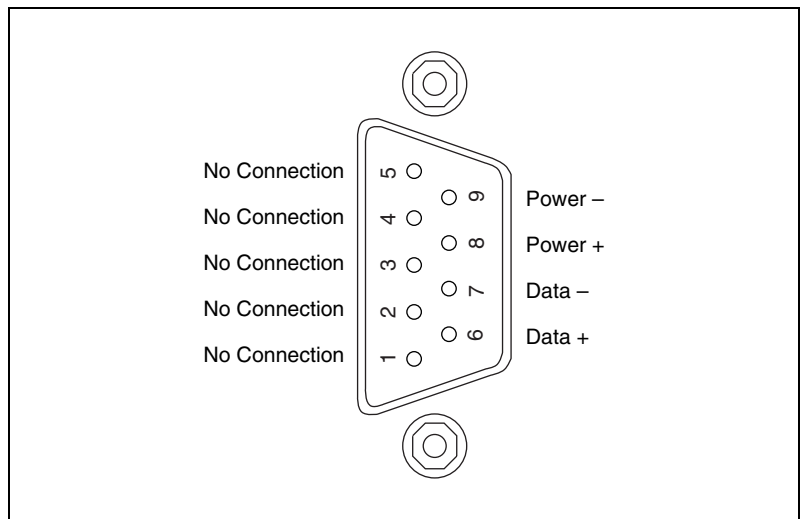 No Connection
No Connection
No Connection
No Connection
No Connection
5
4
3
2
1
9
8
7
6
Power –
Power +
Data –
Data +